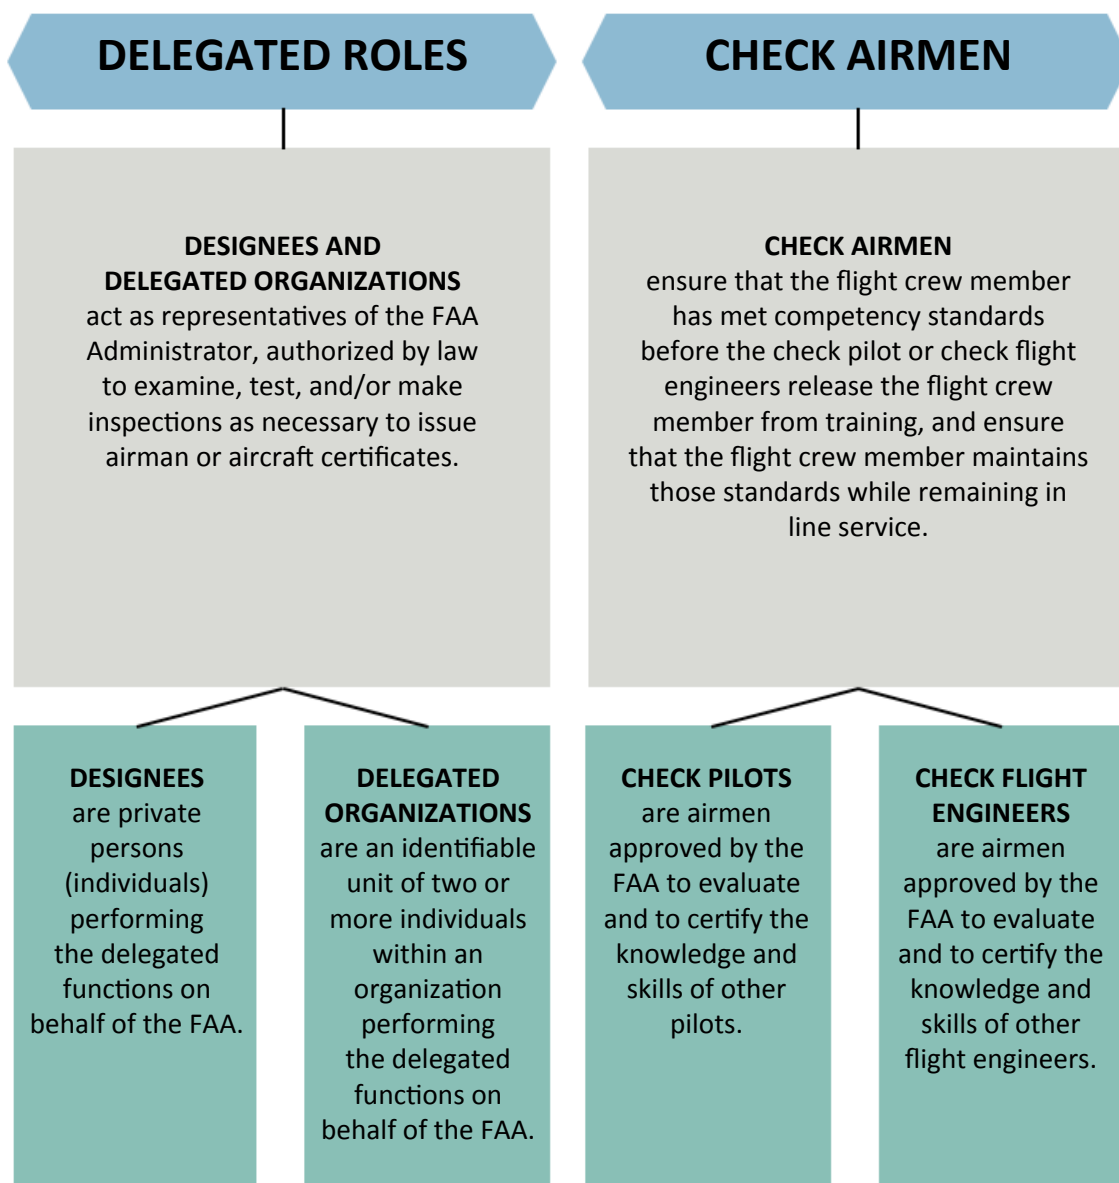 DELEGATED ROLES
DESIGNEES AND
DELEGATED ORGANIZATIONS
act as representatives of the FAA
Administrator, authorized by law
to examine, test, and/or make
inspections as necessary to issue
airman or aircraft certificates.
DESIGNEES
are private
persons
(individuals)
performing
the delegated
functions on
behalf of the FAA.
DELEGATED
ORGANIZATIONS
are an identifiable
unit of two or
more individuals
within an
organization
performing
the delegated
functions on
behalf of the FAA.
CHECK AIRMEN
CHECK AIRMEN
ensure that the flight crew member
has met competency standards
before the check pilot or check flight
engineers release the flight crew
member from training, and ensure
that the flight crew member maintains
those standards while remaining in
line service.
CHECK PILOTS
are airmen
approved by the
FAA to evaluate
and to certify the
knowledge and
skills of other
pilots.
CHECK FLIGHT
ENGINEERS
are airmen
approved by the
FAA to evaluate
and to certify the
knowledge and
skills of other
flight engineers.